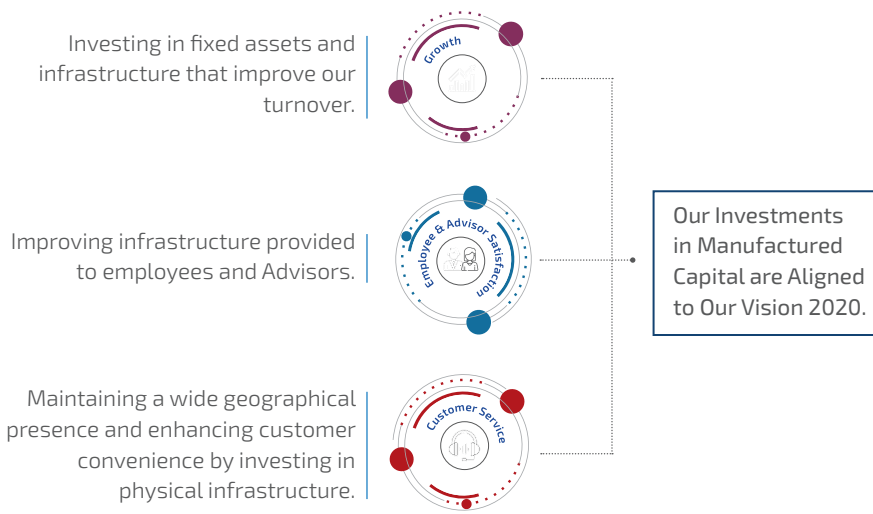 Investing in fixed assets and
infrastructure that improve our
turnover.
Growth
Improving infrastructure provided
to employees and Advisors.
Employee & Advisor Satisfaction
Maintaining a wide geographical
presence and enhancing customer
convenience by investing in
physical infrastructure.
Customer Service
Our Investments
in Manufactured
Capital are Aligned
to Our Vision 2020.